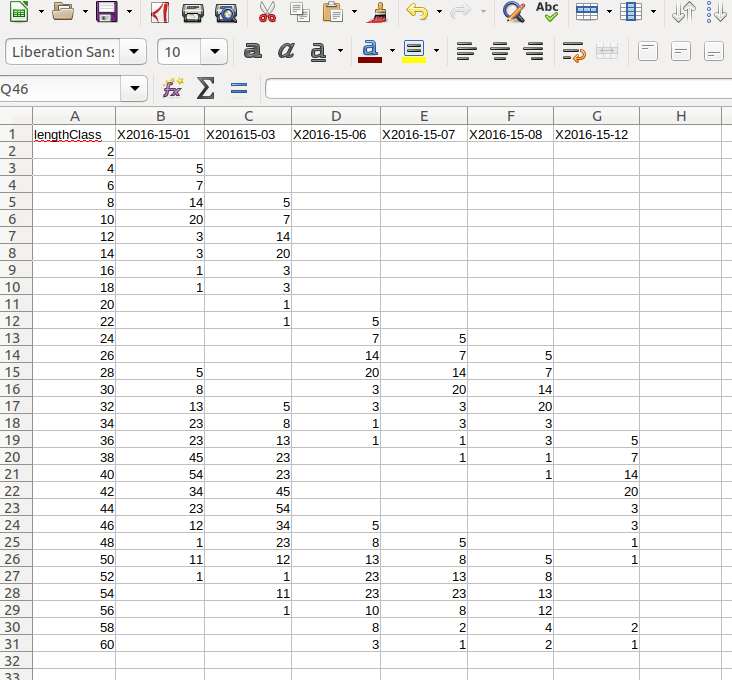 Abc
Liberation Sans 10 a a a a
Q46
A B C D E F G H
1 lengthClass X2016-15-01 X201615-03 X2016-15-06 X2016-15-07 X2016-15-08 X2016-15-12
2 2
3 4 5
4 6 7
5 8 14 5
6 10 20 7
7 12 3 14
8 14 3 20
9 16 1 3
10 18 1 3
11 20 1
12 22 1 5
13 24 7 5
14 26 14 7 5
15 28 5 20 14 7
16 30 8 3 20 14
17 32 13 5 3 3 20
18 34 23 8 1 3 3
19 36 23 13 1 1 3 5
20 38 45 23 1 1 7
21 40 54 23 1 14
22 42 34 45 20
23 44 23 54 3
24 46 12 34 5 3
25 48 1 23 8 5 1
26 50 11 12 13 8 5 1
27 52 1 1 23 13 8
28 54 11 23 23 13
29 56 1 10 8 12
30 58 8 2 4 2
31 60 3 1 2 1
32
33